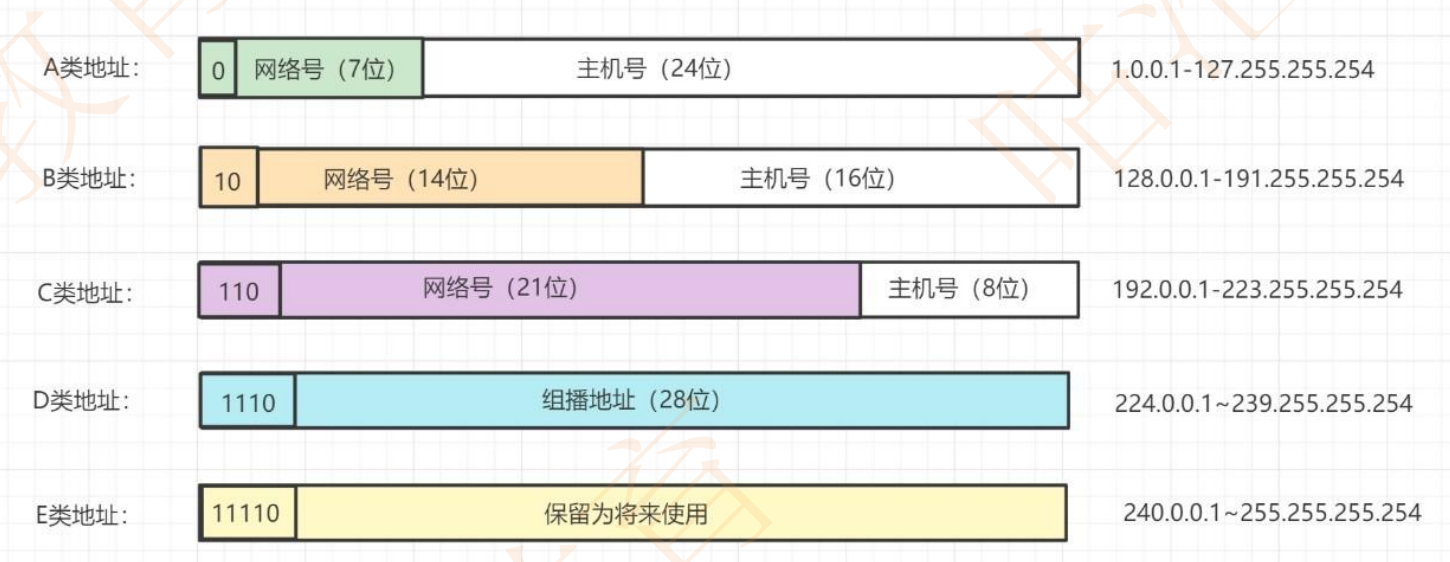 A类地址： 0 网络号（7位） 主机号（24位） 1.0.0.1-127.255.255.254
B类地址： 10 网络号（14位） 主机号（16位） 128.0.0.1-191.255.255.254
C类地址： 110 网络号（21位） 主机号（8位） 192.0.0.1-223.255.255.254
D类地址： 1110 组播地址（28位） 224.0.0.1~239.255.255.254
E类地址： 11110 保留为将来使用 240.0.0.1~255.255.255.254